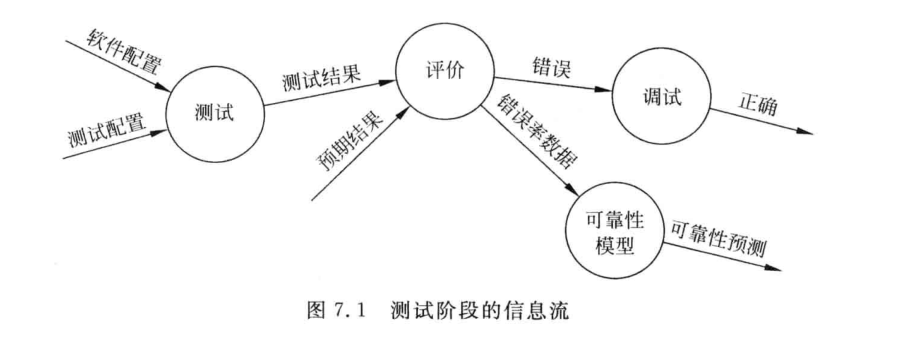 软件配置
测试配置
测试
测试结果
预期结果
评价
错误
错误率数据
调试
正确
可靠性
模型
可靠性预测
图 7.1 测试阶段的信息流